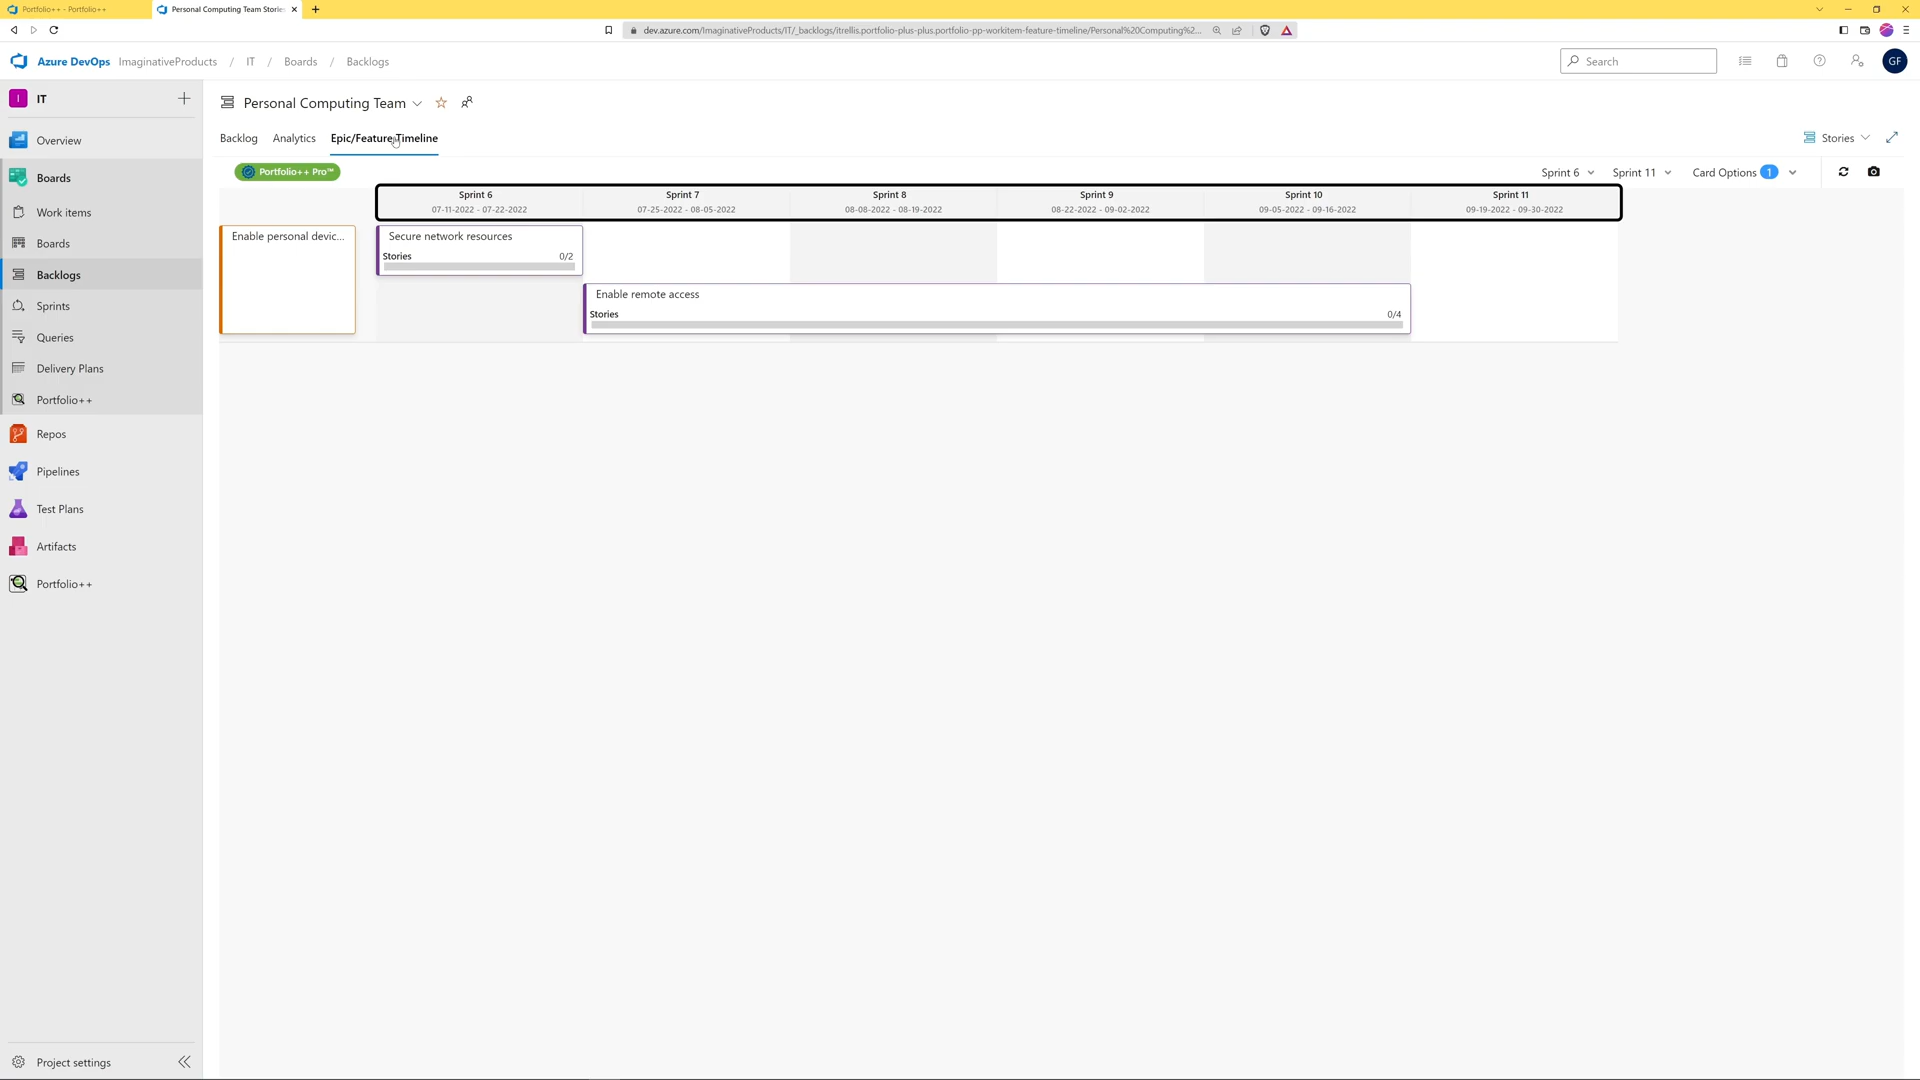 Portfolio++ - Portfolio++
Personal Computing Team Stories
dev.azure.com/ImaginativeProducts/IT/_backlogs/itrellis.portfolio-plus-plus.portfolio-pp-workitem-feature-timeline/Personal%20Computing%2...
Azure DevOps ImaginativeProducts / IT / Boards / Backlogs
Search
GF
I IT
Overview
Boards
Work items
Boards
Backlogs
Sprints
Queries
Delivery Plans
Portfolio++
Repos
Pipelines
Test Plans
Artifacts
Portfolio++
Project settings
Personal Computing Team
Backlog Analytics Epic/Feature Timeline
Stories
Portfolio++ Pro™
Sprint 6 Sprint 11 Card Options 1
Sprint 6 Sprint 7 Sprint 8 Sprint 9 Sprint 10 Sprint 11
07-11-2022 - 07-22-2022 07-25-2022 - 08-05-2022 08-08-2022 - 08-19-2022 08-22-2022 - 09-02-2022 09-05-2022 - 09-16-2022 09-19-2022 - 09-30-2022
Enable personal devic...
Secure network resources
Stories 0/2
Enable remote access
Stories 0/4